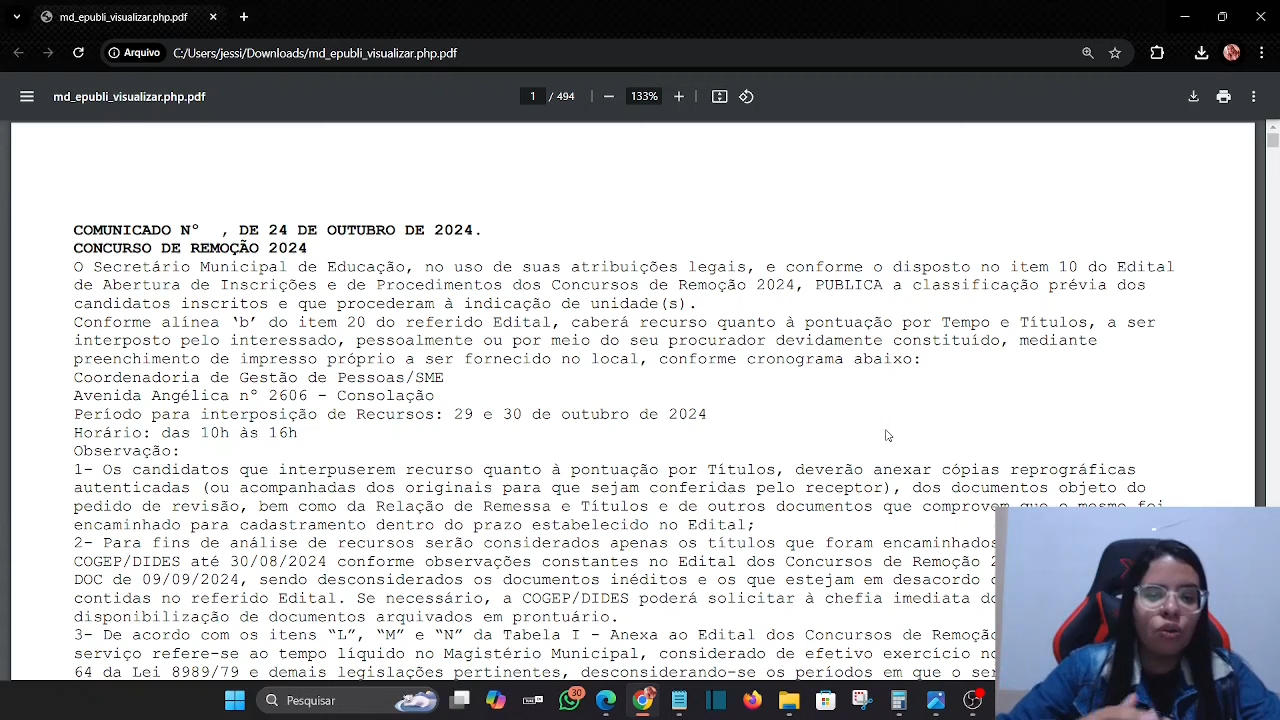 md_epubli_visualizar.php.pdf
Arquivo C:/Users/jessi/Downloads/md_epubli_visualizar.php.pdf
md_epubli_visualizar.php.pdf 1 / 494 133%
COMUNICADO Nº , DE 24 DE OUTUBRO DE 2024.
CONCURSO DE REMOÇÃO 2024
O Secretário Municipal de Educação, no uso de suas atribuições legais, e conforme o disposto no item 10 do Edital
de Abertura de Inscrições e de Procedimentos dos Concursos de Remoção 2024, PUBLICA a classificação prévia dos
candidatos inscritos e que procederam à indicação de unidade(s).
Conforme alínea ‘b’ do item 20 do referido Edital, caberá recurso quanto à pontuação por Tempo e Títulos, a ser
interposto pelo interessado, pessoalmente ou por meio do seu procurador devidamente constituído, mediante
preenchimento de impresso próprio a ser fornecido no local, conforme cronograma abaixo:
Coordenadoria de Gestão de Pessoas/SME
Avenida Angélica nº 2606 – Consolação
Período para interposição de Recursos: 29 e 30 de outubro de 2024
Horário: das 10h às 16h
Observação:
1- Os candidatos que interpuserem recurso quanto à pontuação por Títulos, deverão anexar cópias reprográficas
autenticadas (ou acompanhadas dos originais para que sejam conferidas pelo receptor), dos documentos objeto do
pedido de revisão, bem como da Relação de Remessa e Títulos e de outros documentos que comprovem que o mesmo foi
encaminhado para cadastramento dentro do prazo estabelecido no Edital;
2- Para fins de análise de recursos serão considerados apenas os títulos que foram encaminhados
COGEP/DIDES até 30/08/2024 conforme observações constantes no Edital dos Concursos de Remoção 2
DOC de 09/09/2024, sendo desconsiderados os documentos inéditos e os que estejam em desacordo
contidas no referido Edital. Se necessário, a COGEP/DIDES poderá solicitar à chefia imediata do
disponibilização de documentos arquivados em prontuário.
3- De acordo com os itens “L”, “M” e “N” da Tabela I - Anexa ao Edital dos Concursos de Remoção
serviço refere-se ao tempo líquido no Magistério Municipal, considerado de efetivo exercício no
64 da Lei 8989/79 e demais legislações pertinentes, desconsiderando-se os períodos em que o ser
Pesquisar
30